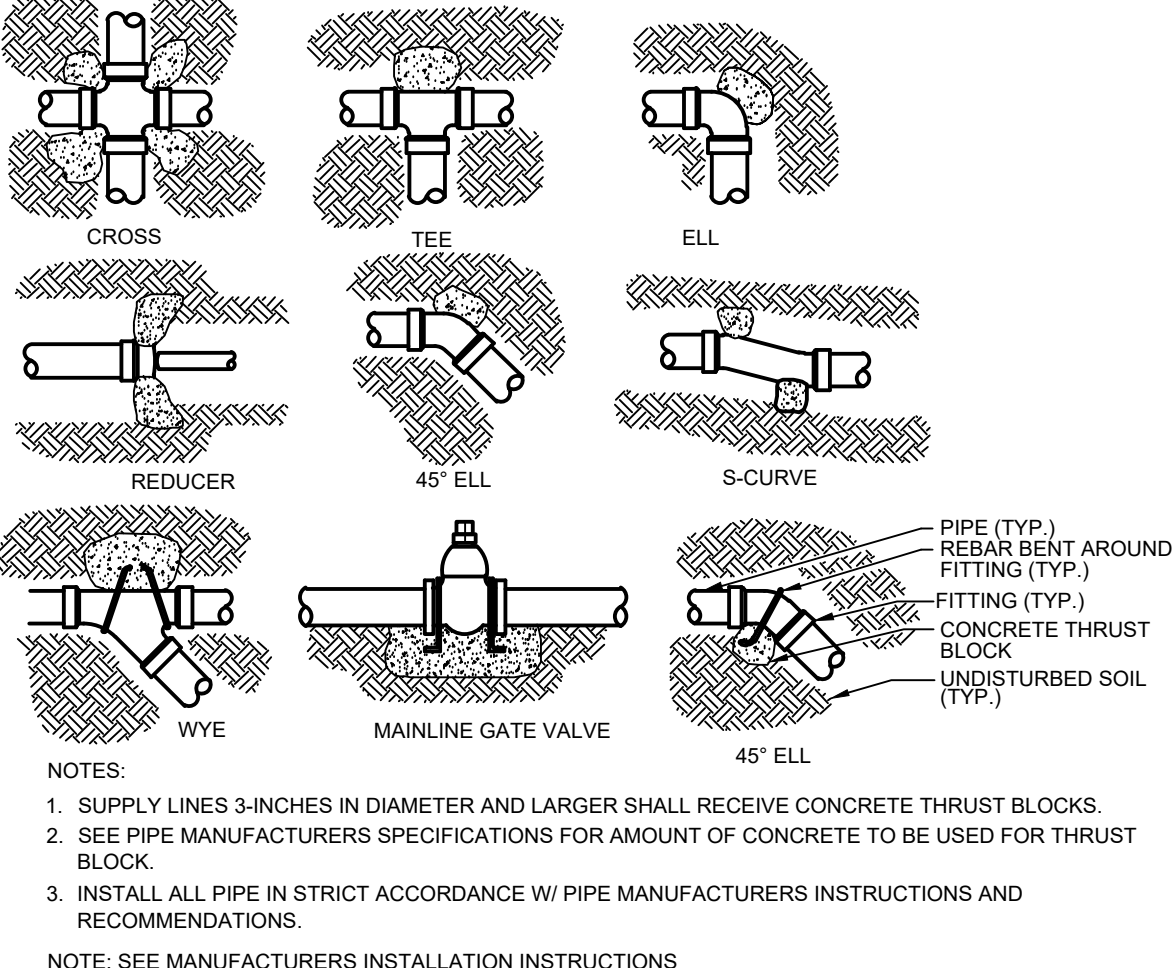 CROSS
TEE
ELL
REDUCER
45° ELL
S-CURVE
WYE
MAINLINE GATE VALVE
PIPE (TYP.)
REBAR BENT AROUND
FITTING (TYP.)
FITTING (TYP.)
CONCRETE THRUST
BLOCK
UNDISTURBED SOIL
(TYP.)
45° ELL
NOTES:
1. SUPPLY LINES 3-INCHES IN DIAMETER AND LARGER SHALL RECEIVE CONCRETE THRUST BLOCKS.
2. SEE PIPE MANUFACTURERS SPECIFICATIONS FOR AMOUNT OF CONCRETE TO BE USED FOR THRUST
BLOCK.
3. INSTALL ALL PIPE IN STRICT ACCORDANCE W/ PIPE MANUFACTURERS INSTRUCTIONS AND
RECOMMENDATIONS.
NOTE: SEE MANUFACTURERS INSTALLATION INSTRUCTIONS